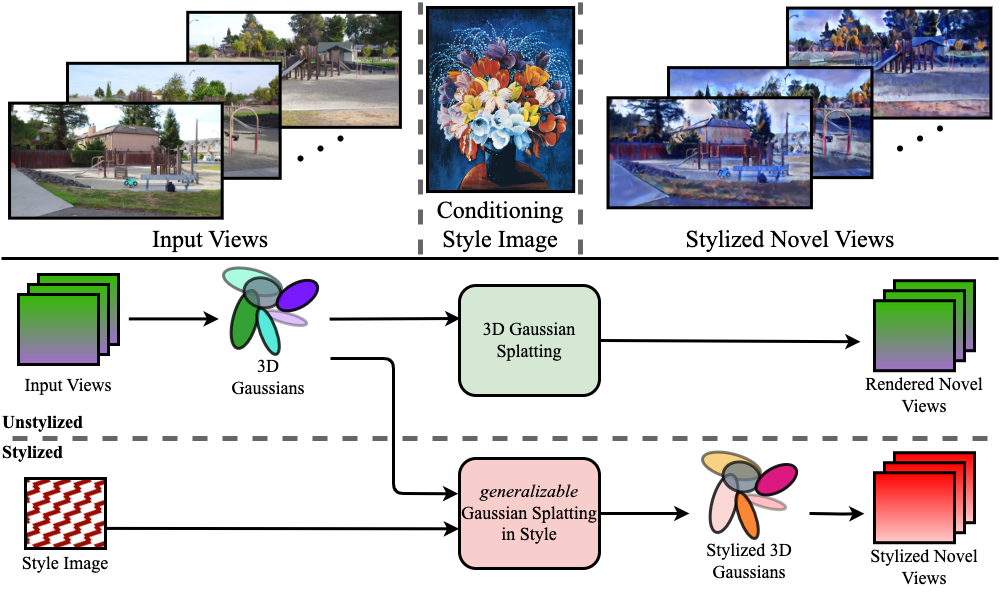 Input Views
Conditioning
Style Image
Stylized Novel Views
Input Views
3D
Gaussians
3D Gaussian
Splatting
Rendered Novel
Views
Unstylized
Stylized
Style Image
generalizable
Gaussian Splatting
in Style
Stylized 3D
Gaussians
Stylized Novel
Views